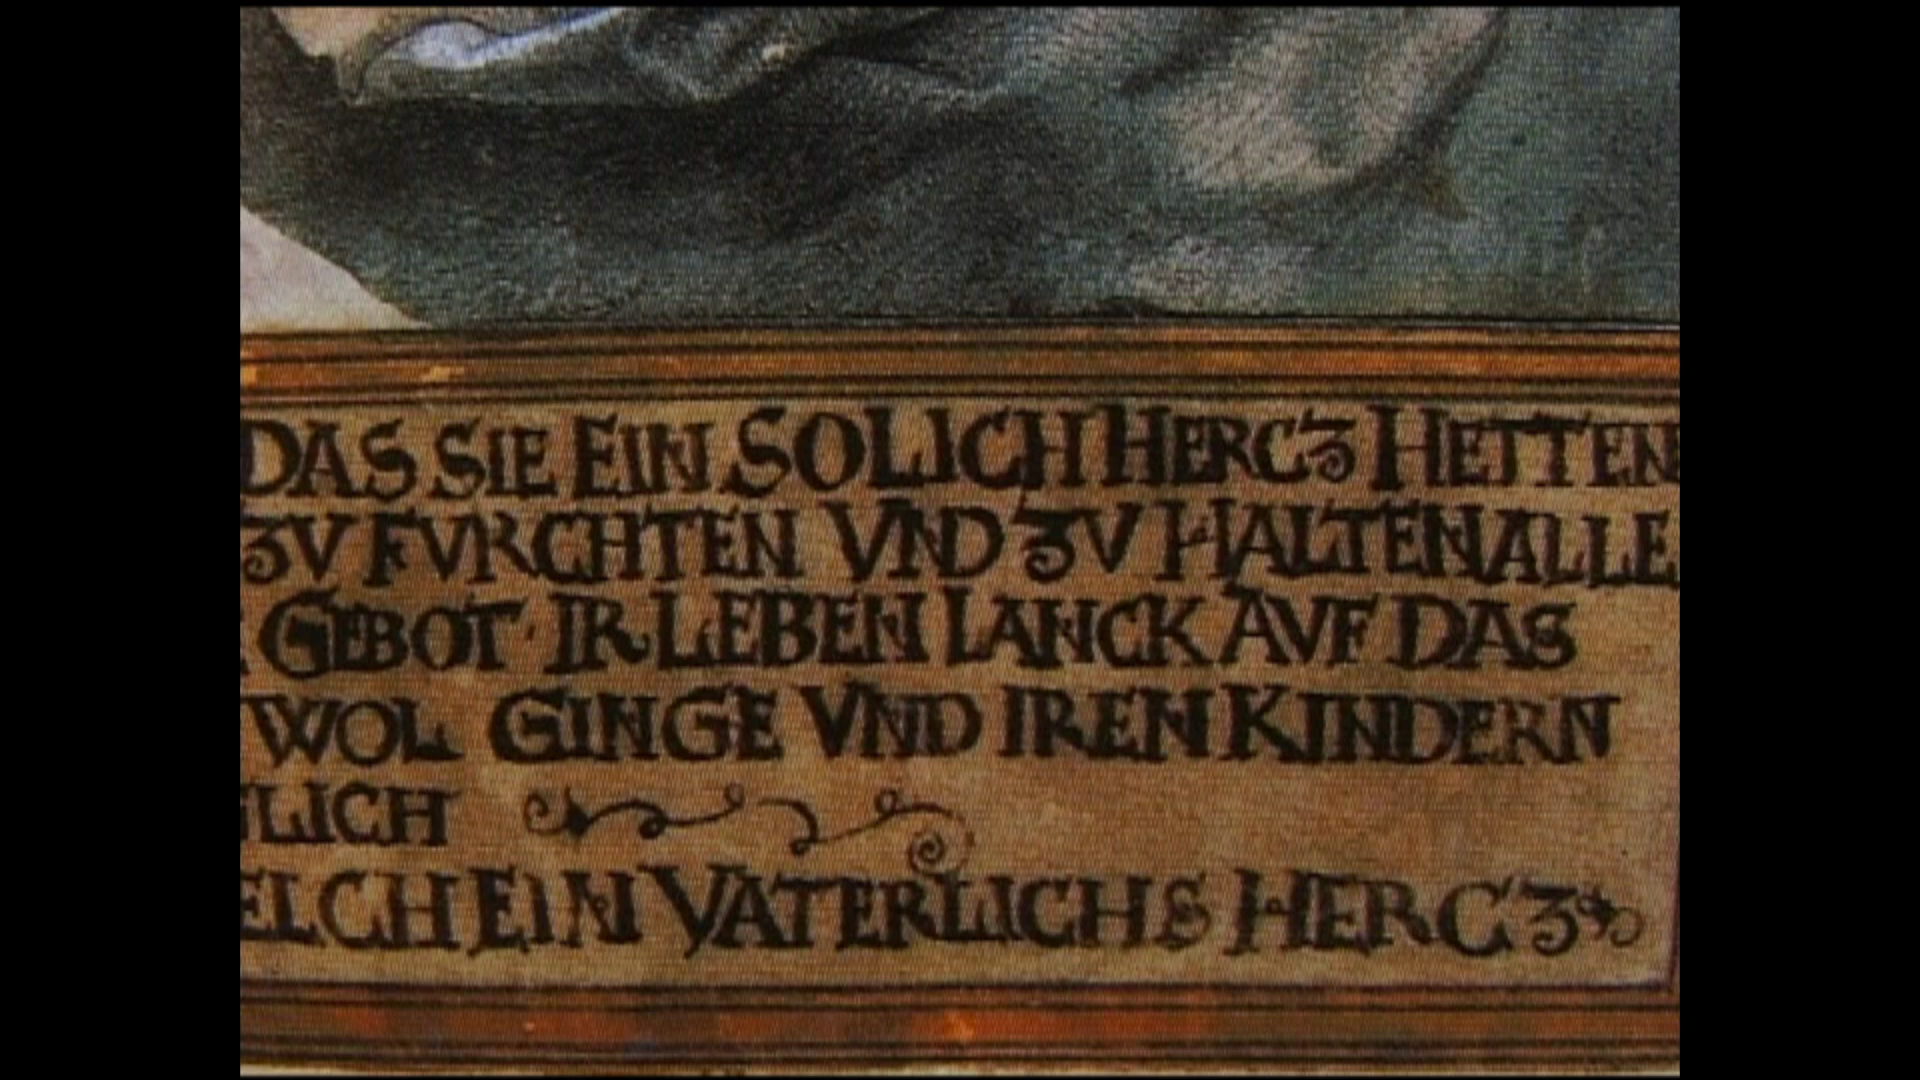 DAS SIE EIN SOLICH HERCZ HETTEN
ZV FVRCHTEN VND ZV HALTEN ALLE
GEBOT · IR LEBEN LANCK AVF DAS
WOL GINGE VND IREN KINDERN
LICH
ELCH EIN VATERLICHS HERCZ